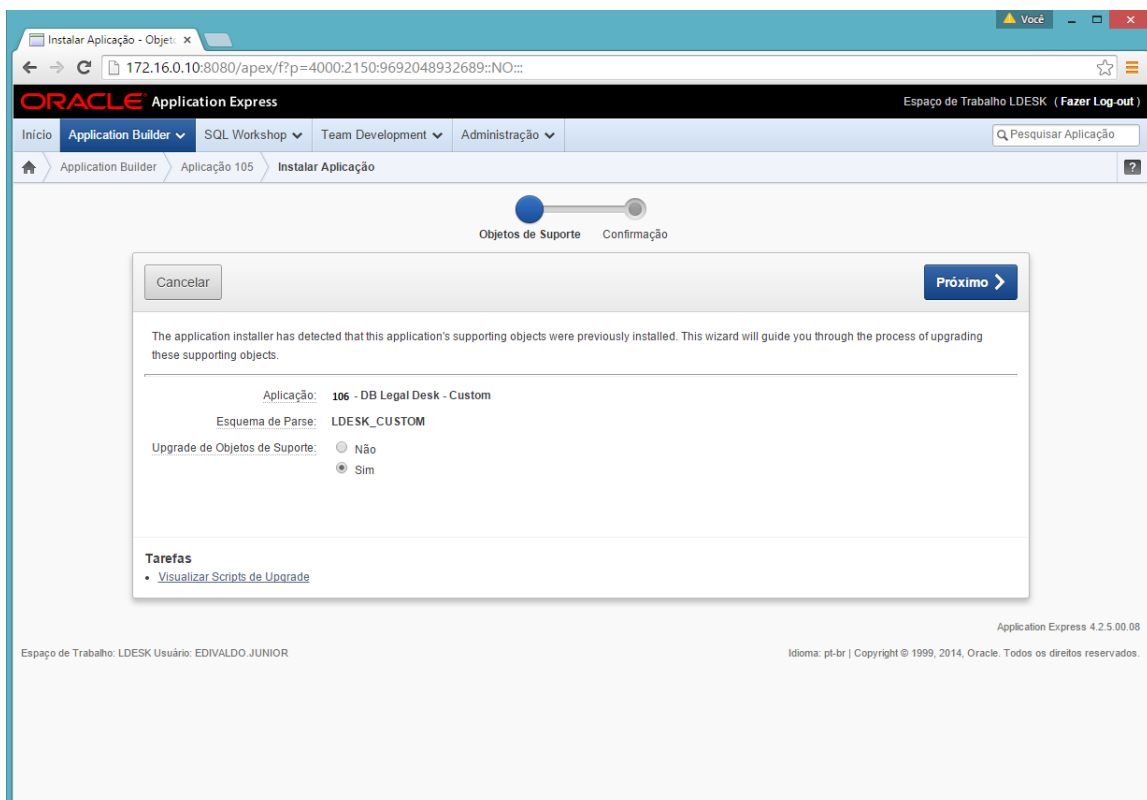 Você
Instalar Aplicação - Objeto
172.16.0.10:8080/apex/f?p=4000:2150:9692048932689::NO:::
ORACLE Application Express
Espaço de Trabalho LDESK ( Fazer Log-out )
Início Application Builder SQL Workshop Team Development Administração
Pesquisar Aplicação
Application Builder Aplicação 105 Instalar Aplicação
?
Objetos de Suporte Confirmação
Cancelar
Próximo
The application installer has detected that this application's supporting objects were previously installed. This wizard will guide you through the process of upgrading
these supporting objects.
Aplicação: 106 - DB Legal Desk - Custom
Esquema de Parse: LDESK_CUSTOM
Upgrade de Objetos de Suporte: Não
Sim
Tarefas
Visualizar Scripts de Upgrade
Application Express 4.2.5.00.08
Espaço de Trabalho: LDESK Usuário: EDIVALDO.JUNIOR
Idioma: pt-br | Copyright © 1999, 2014, Oracle. Todos os direitos reservados.